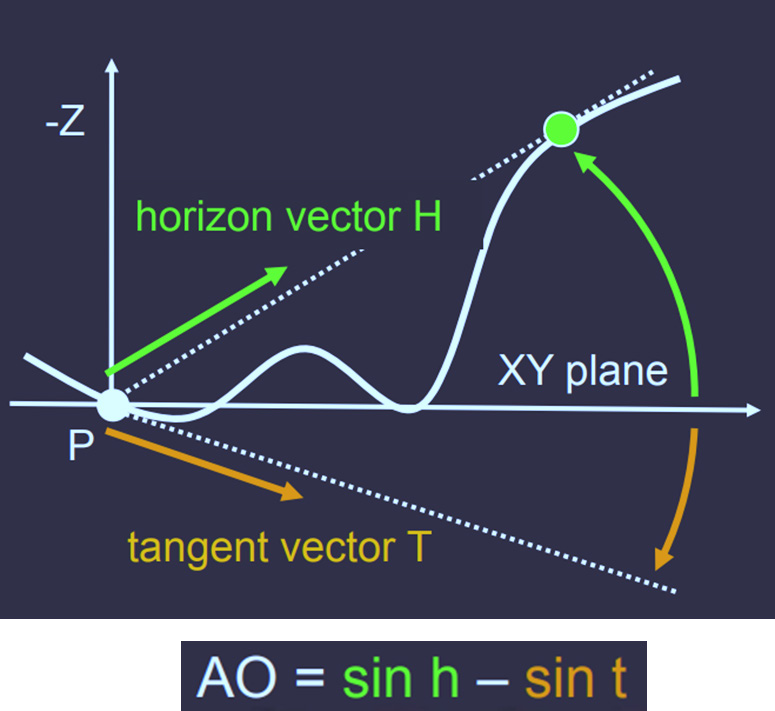 -Z
horizon vector H
XY plane
P
tangent vector T
AO = sin h – sin t